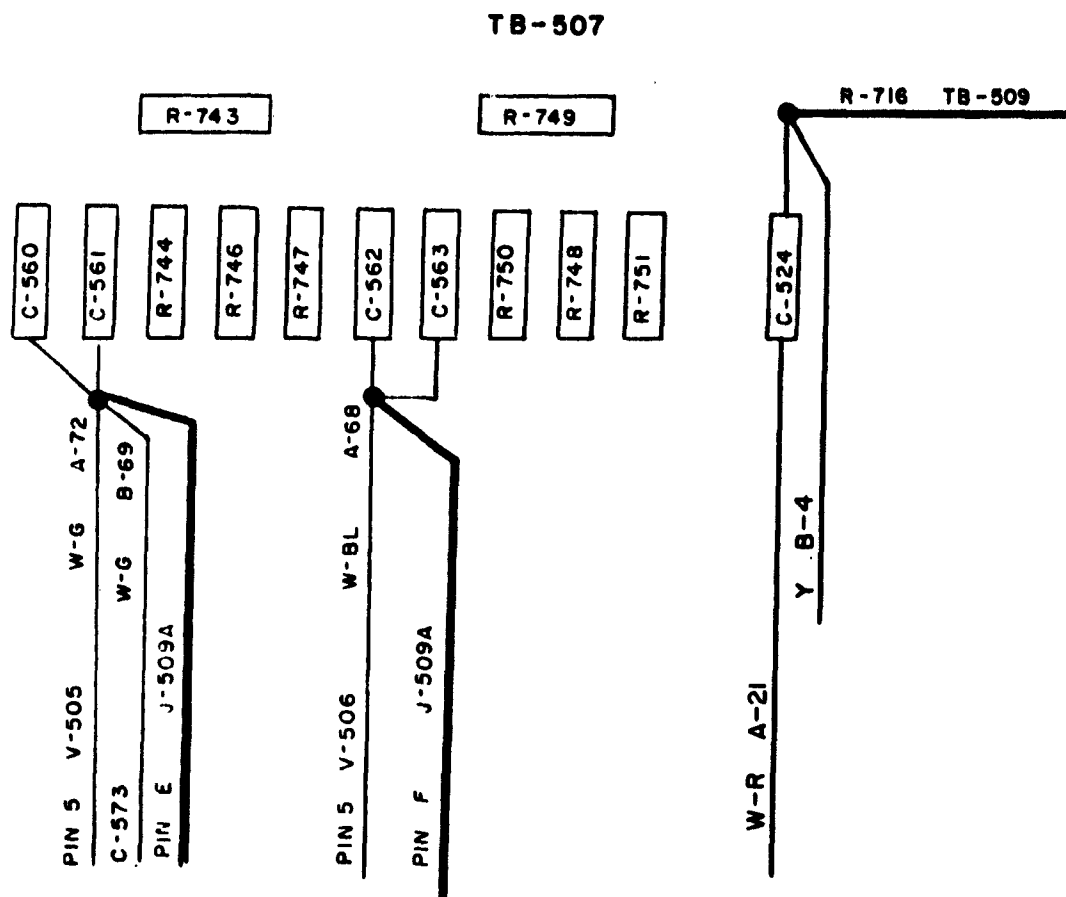 TB-507
R-743
R-749
R-716 TB-509
C-560
C-561
R-744
R-746
R-747
C-562
C-563
R-750
R-748
R-751
C-524
PIN 5 V-505 W-G A-72
C-573 W-G B-69
PIN E J-509A
PIN 5 V-506 W-BL A-68
PIN F J-509A
W-R A-21
Y B-4